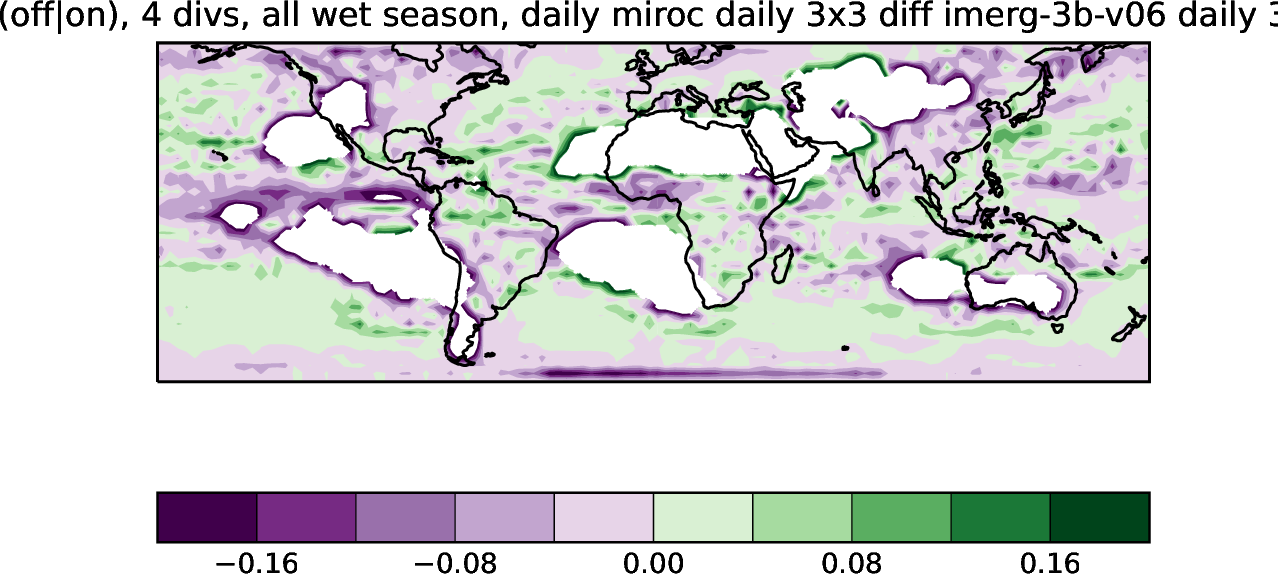 (off|on), 4 divs, all wet season, daily miroc daily 3x3 diff imerg-3b-v06 daily
−0.16 −0.08 0.00 0.08 0.16